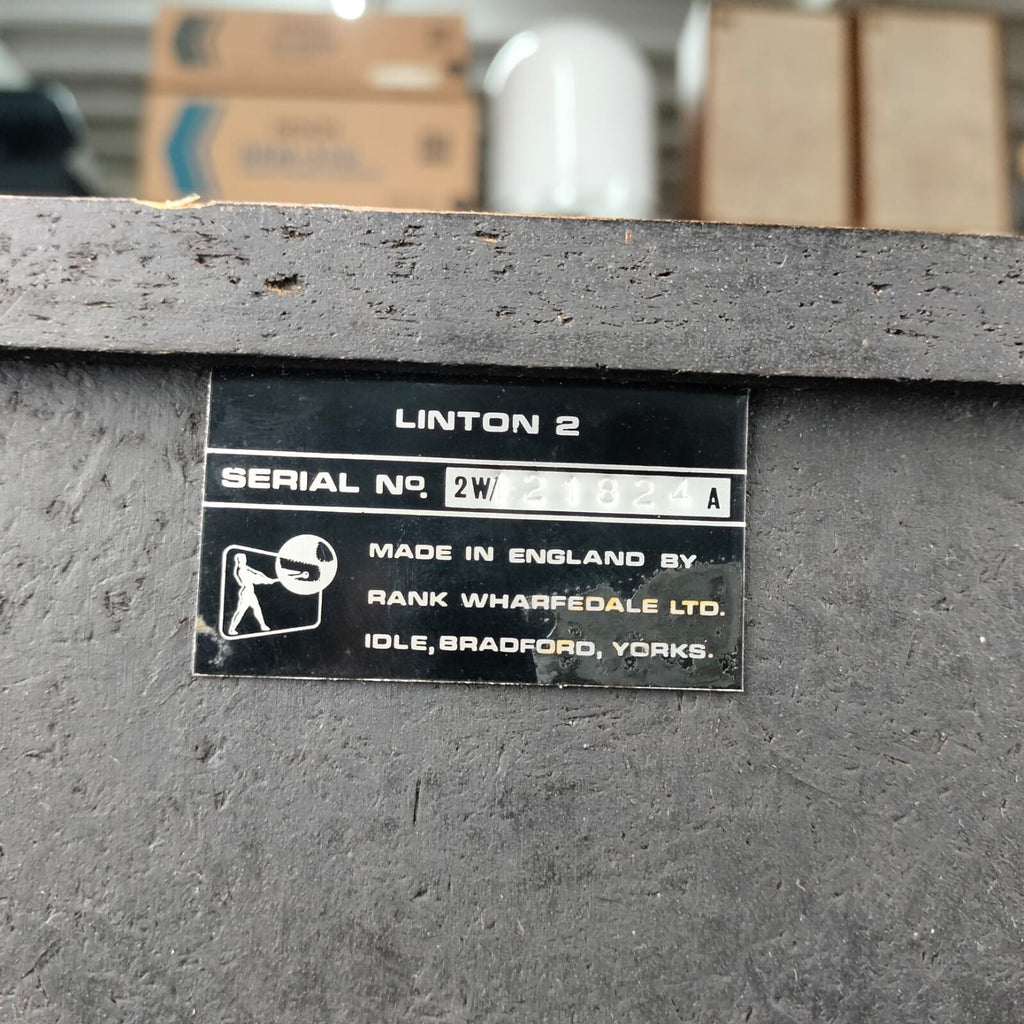 LINTON 2
SERIAL No. 2W/ 21824 A
MADE IN ENGLAND BY
RANK WHARFEDALE LTD.
IDLE, BRADFORD, YORKS.